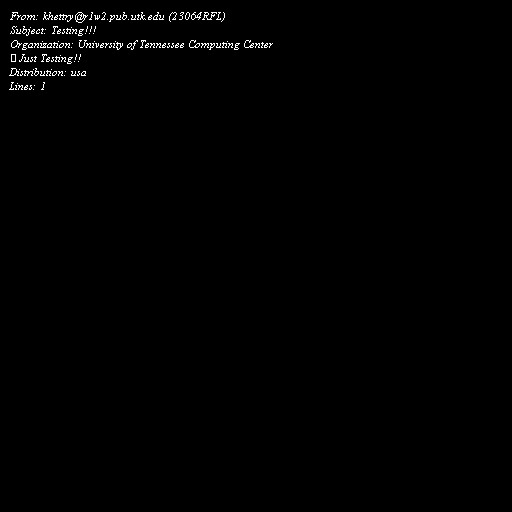 From: khettry@r1w2.pub.utk.edu (23064RFL)
Subject: Testing!!!
Organization: University of Tennessee Computing Center
Just Testing!!
Distribution: usa
Lines: 1